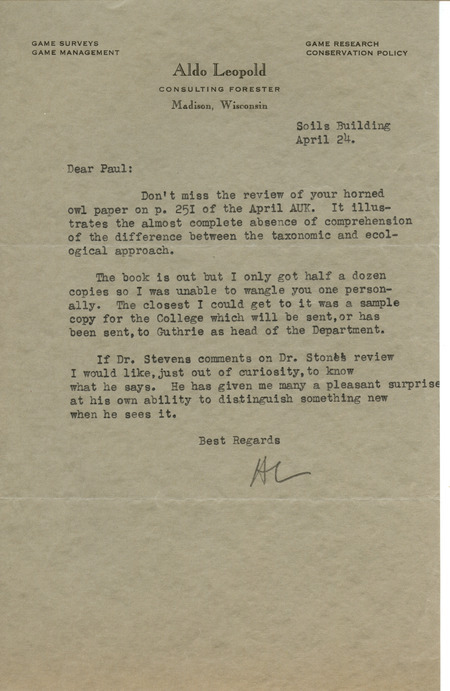 GAME SURVEYS
GAME MANAGEMENT
GAME RESEARCH
CONSERVATION POLICY
Aldo Leopold
CONSULTING FORESTER
Madison, Wisconsin
Soils Building
April 24.
Dear Paul:
Don't miss the review of your horned
owl paper on p. 251 of the April AUK. It illus-
trates the almost complete absence of comprehension
of the difference between the taxonomic and ecol-
ogical approach.
The book is out but I only got half a dozen
copies so I was unable to wangle you one person-
ally. The closest I could get to it was a sample
copy for the College which will be sent,or has
been sent,to Guthrie as head of the Department.
If Dr. Stevens comments on Dr. Stones review
I would like,just out of curiosity,to know
what he says. He has given me many a pleasant surprise
at his own ability to distinguish something new
when he sees it.
Best Regards
AL